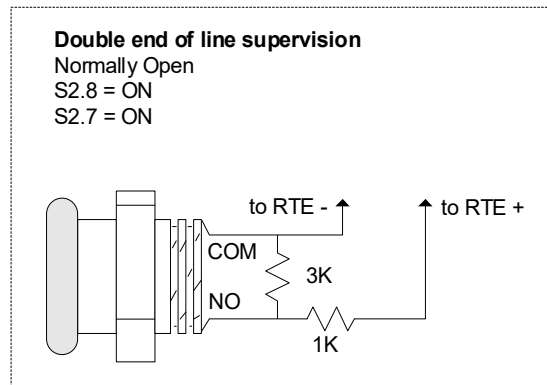 Double end of line supervision
Normally Open
S2.8 = ON
S2.7 = ON
to RTE -
to RTE +
COM
3K
NO
1K